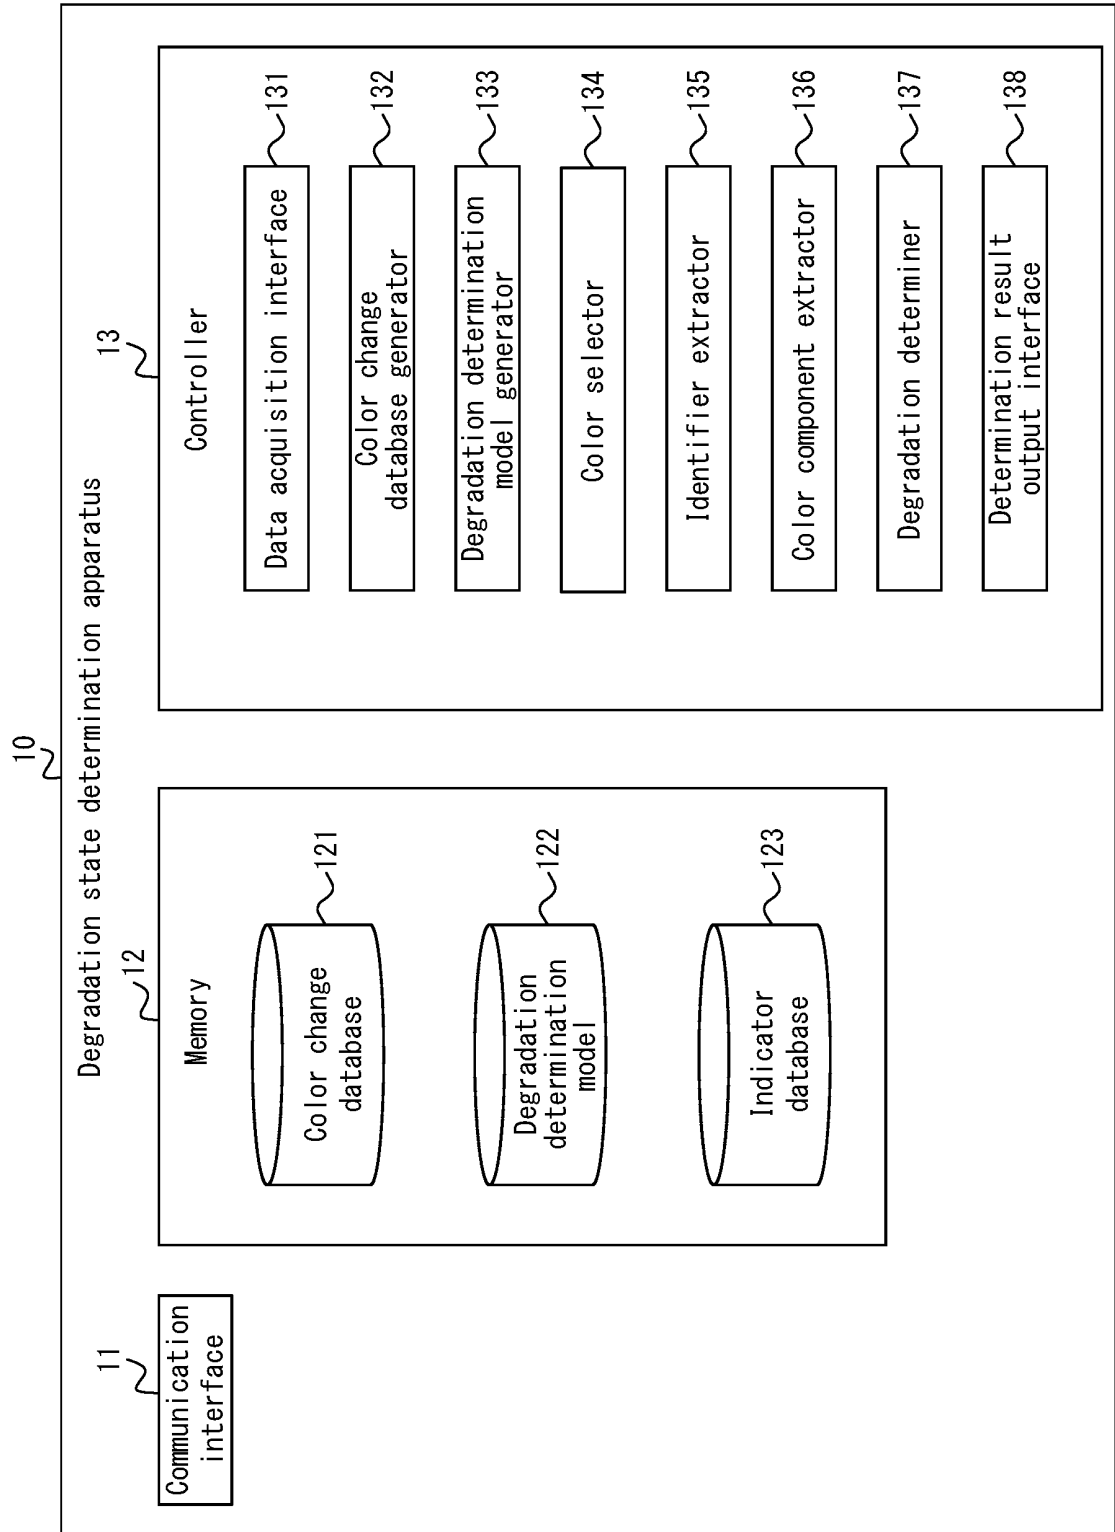 10
Degradation state determination apparatus
11
Communication
interface
12
Memory
Color change
database
121
Degradation
determination
model
122
Indicator
database
123
13
Controller
Data acquisition interface
131
Color change
database generator
132
Degradation determination
model generator
133
Color selector
134
Identifier extractor
135
Color component extractor
136
Degradation determiner
137
Determination result
output interface
138